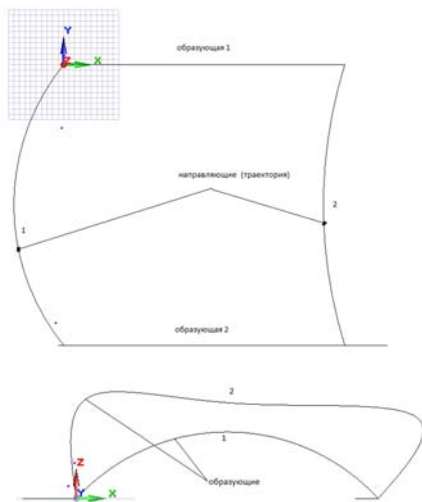 Y
образующая 1
Z
X
направляющие (траектория)
2
1
образующая 2
2
Z
1
образующие
Y
X